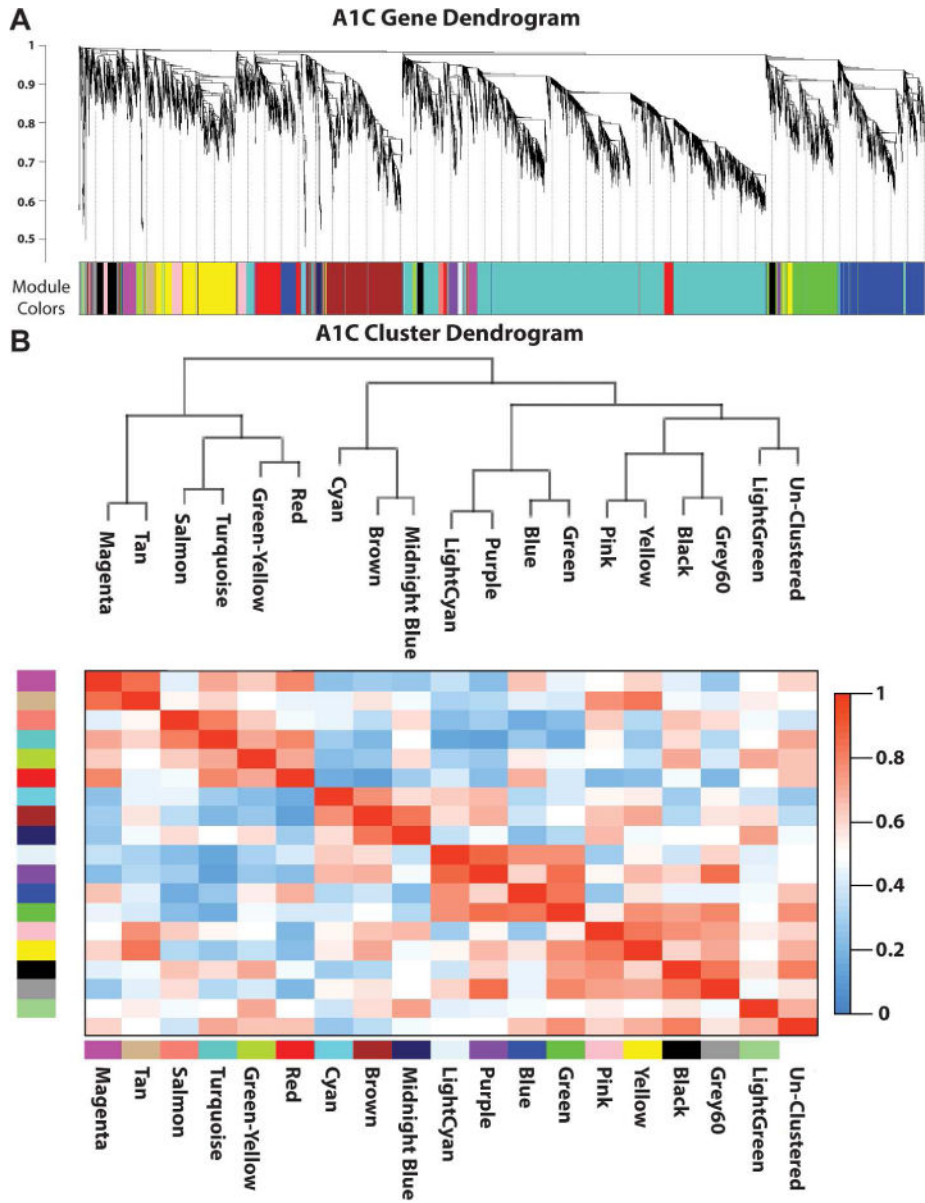 A
A1C Gene Dendrogram
1
0.9
0.8
0.7
0.6
0.5
Module
Colors
B
A1C Cluster Dendrogram
Magenta
Tan
Salmon
Turquoise
Green-Yellow
Red
Cyan
Brown
Midnight Blue
LightCyan
Purple
Blue
Green
Pink
Yellow
Black
Grey60
LightGreen
Un-Clustered
1
0.8
0.6
0.4
0.2
0
Magenta
Tan
Salmon
Turquoise
Green-Yellow
Red
Cyan
Brown
Midnight Blue
LightCyan
Purple
Blue
Green
Pink
Yellow
Black
Grey60
LightGreen
Un-Clustered